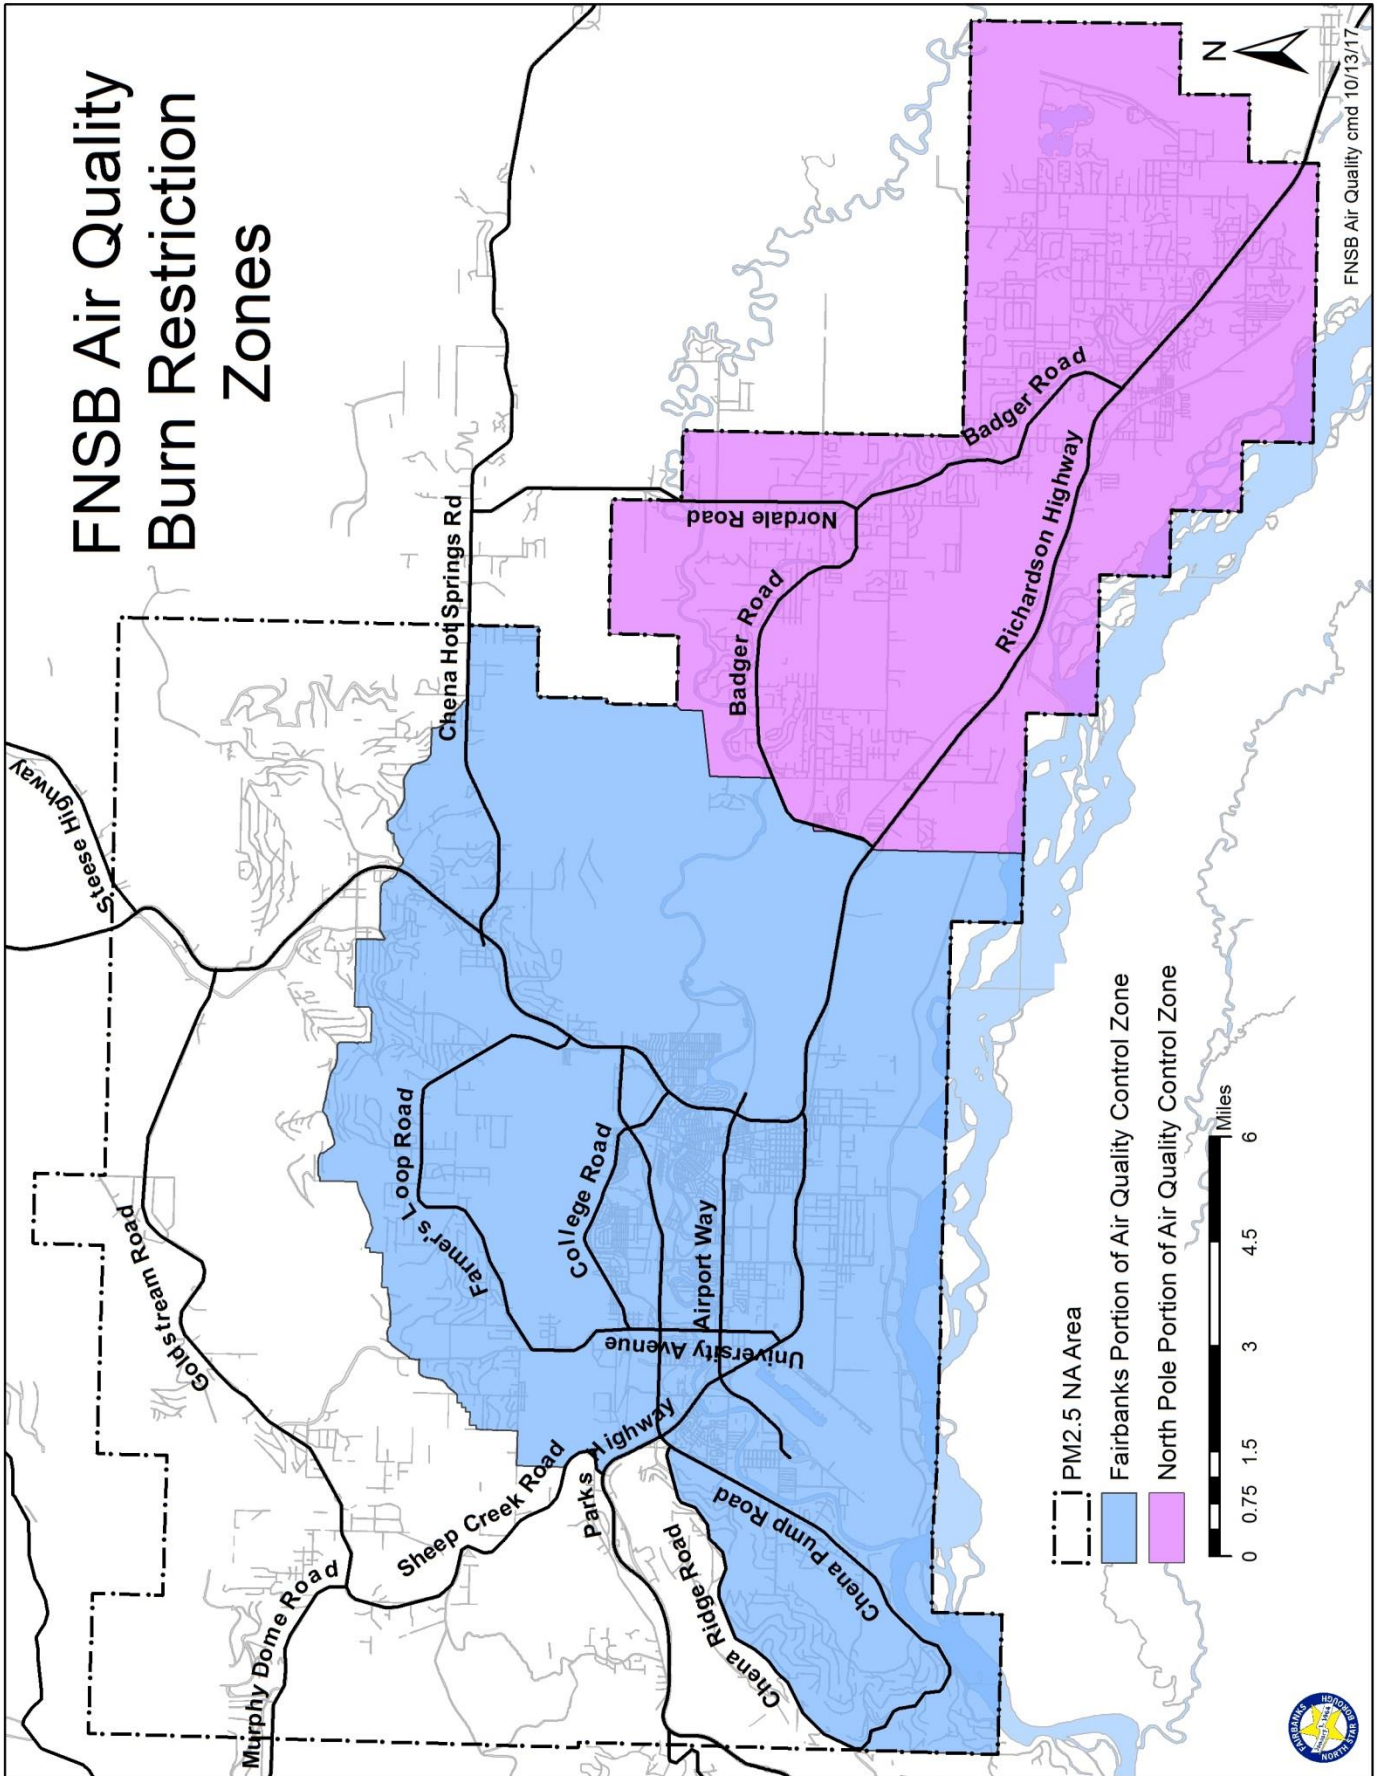 FNSB Air Quality
Burn Restriction
Zones
Steese Highway
Chena Hot Springs Rd
Goldstream Road
Murphy Dome Road
Sheep Creek Road
Parks Highway
Farmer's Loop Road
College Road
University Avenue
Airport Way
Chena Ridge Road
Chena Pump Road
Nordale Road
Badger Road
Badger Road
Richardson Highway
PM2.5 NA Area
Fairbanks Portion of Air Quality Control Zone
North Pole Portion of Air Quality Control Zone
0 0.75 1.5 3 4.5 6
Miles
N
FNSB Air Quality cmd 10/13/17
FAIRBANKS
NORTH STAR BOROUGH